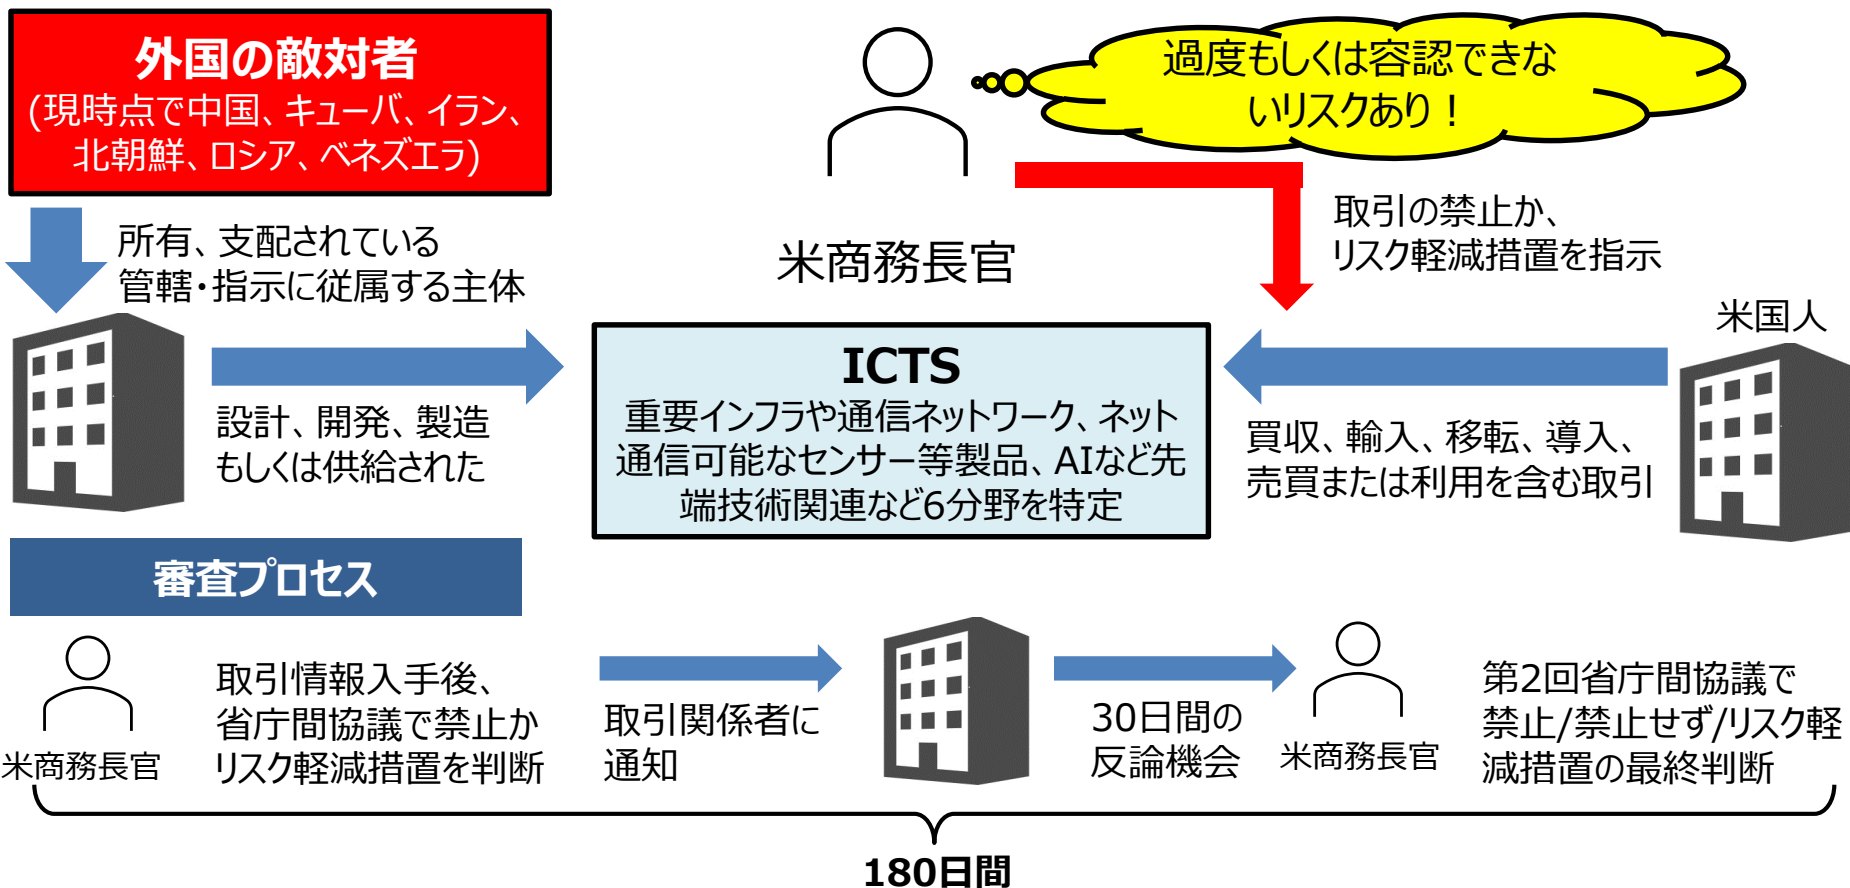 外国の敵対者
(現時点で中国、キューバ、イラン、
北朝鮮、ロシア、ベネズエラ)
過度もしくは容認できな
いリスクあり！
所有、支配されている
管轄・指示に従属する主体
米商務長官
取引の禁止か、
リスク軽減措置を指示
米国人
設計、開発、製造
もしくは供給された
ICTS
重要インフラや通信ネットワーク、ネット
通信可能なセンサー等製品、AIなど先
端技術関連など6分野を特定
買収、輸入、移転、導入、
売買または利用を含む取引
審査プロセス
米商務長官
取引情報入手後、
省庁間協議で禁止か
リスク軽減措置を判断
取引関係者に
通知
30日間の
反論機会
米商務長官
第2回省庁間協議で
禁止/禁止せず/リスク軽
減措置の最終判断
180日間